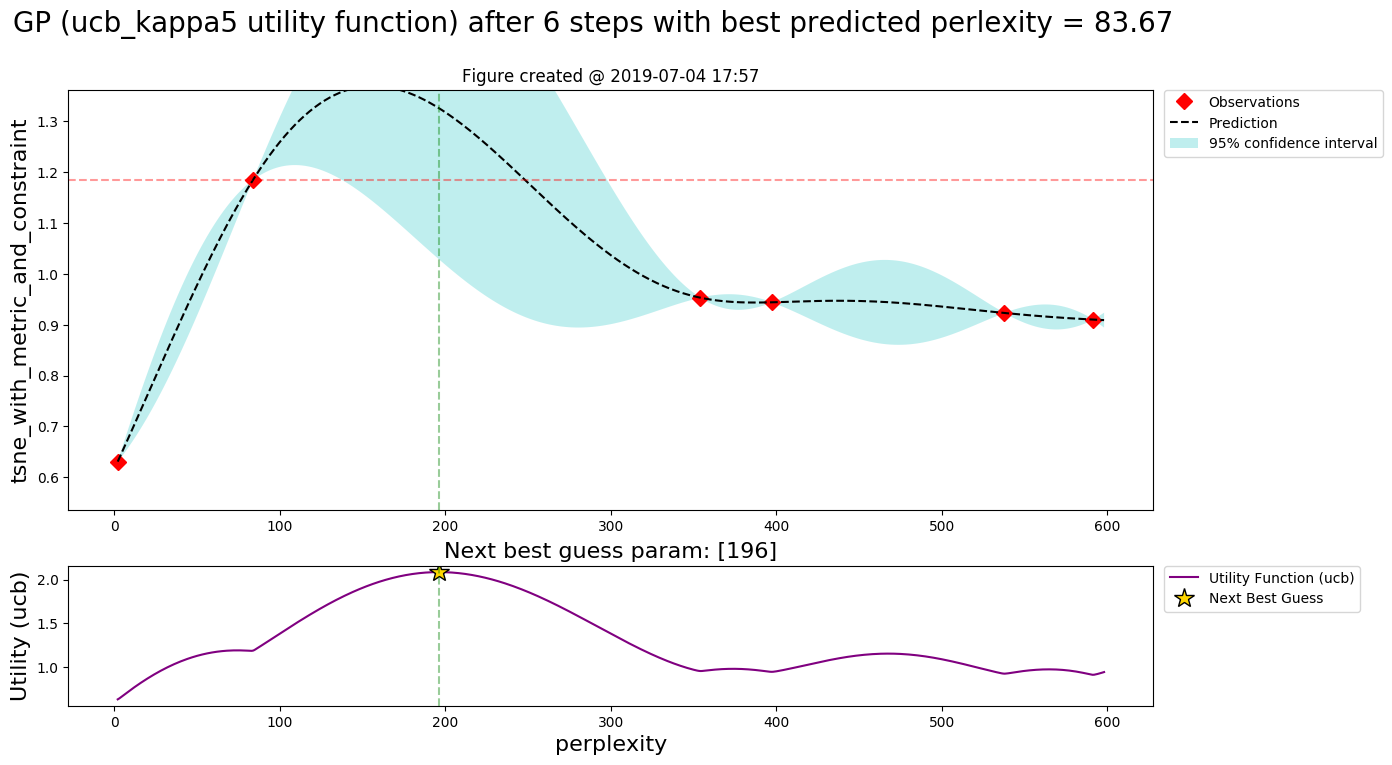 GP (ucb_kappa5 utility function) after 6 steps with best predicted perlexity = 83.67
Figure created @ 2019-07-04 17:57
tsne_with_metric_and_constraint
1.3
1.2
1.1
1.0
0.9
0.8
0.7
0.6
0 100 200 300 400 500 600
Observations
Prediction
95% confidence interval
Next best guess param: [196]
Utility (ucb)
2.0
1.5
1.0
0 100 200 300 400 500 600
perplexity
Utility Function (ucb)
Next Best Guess